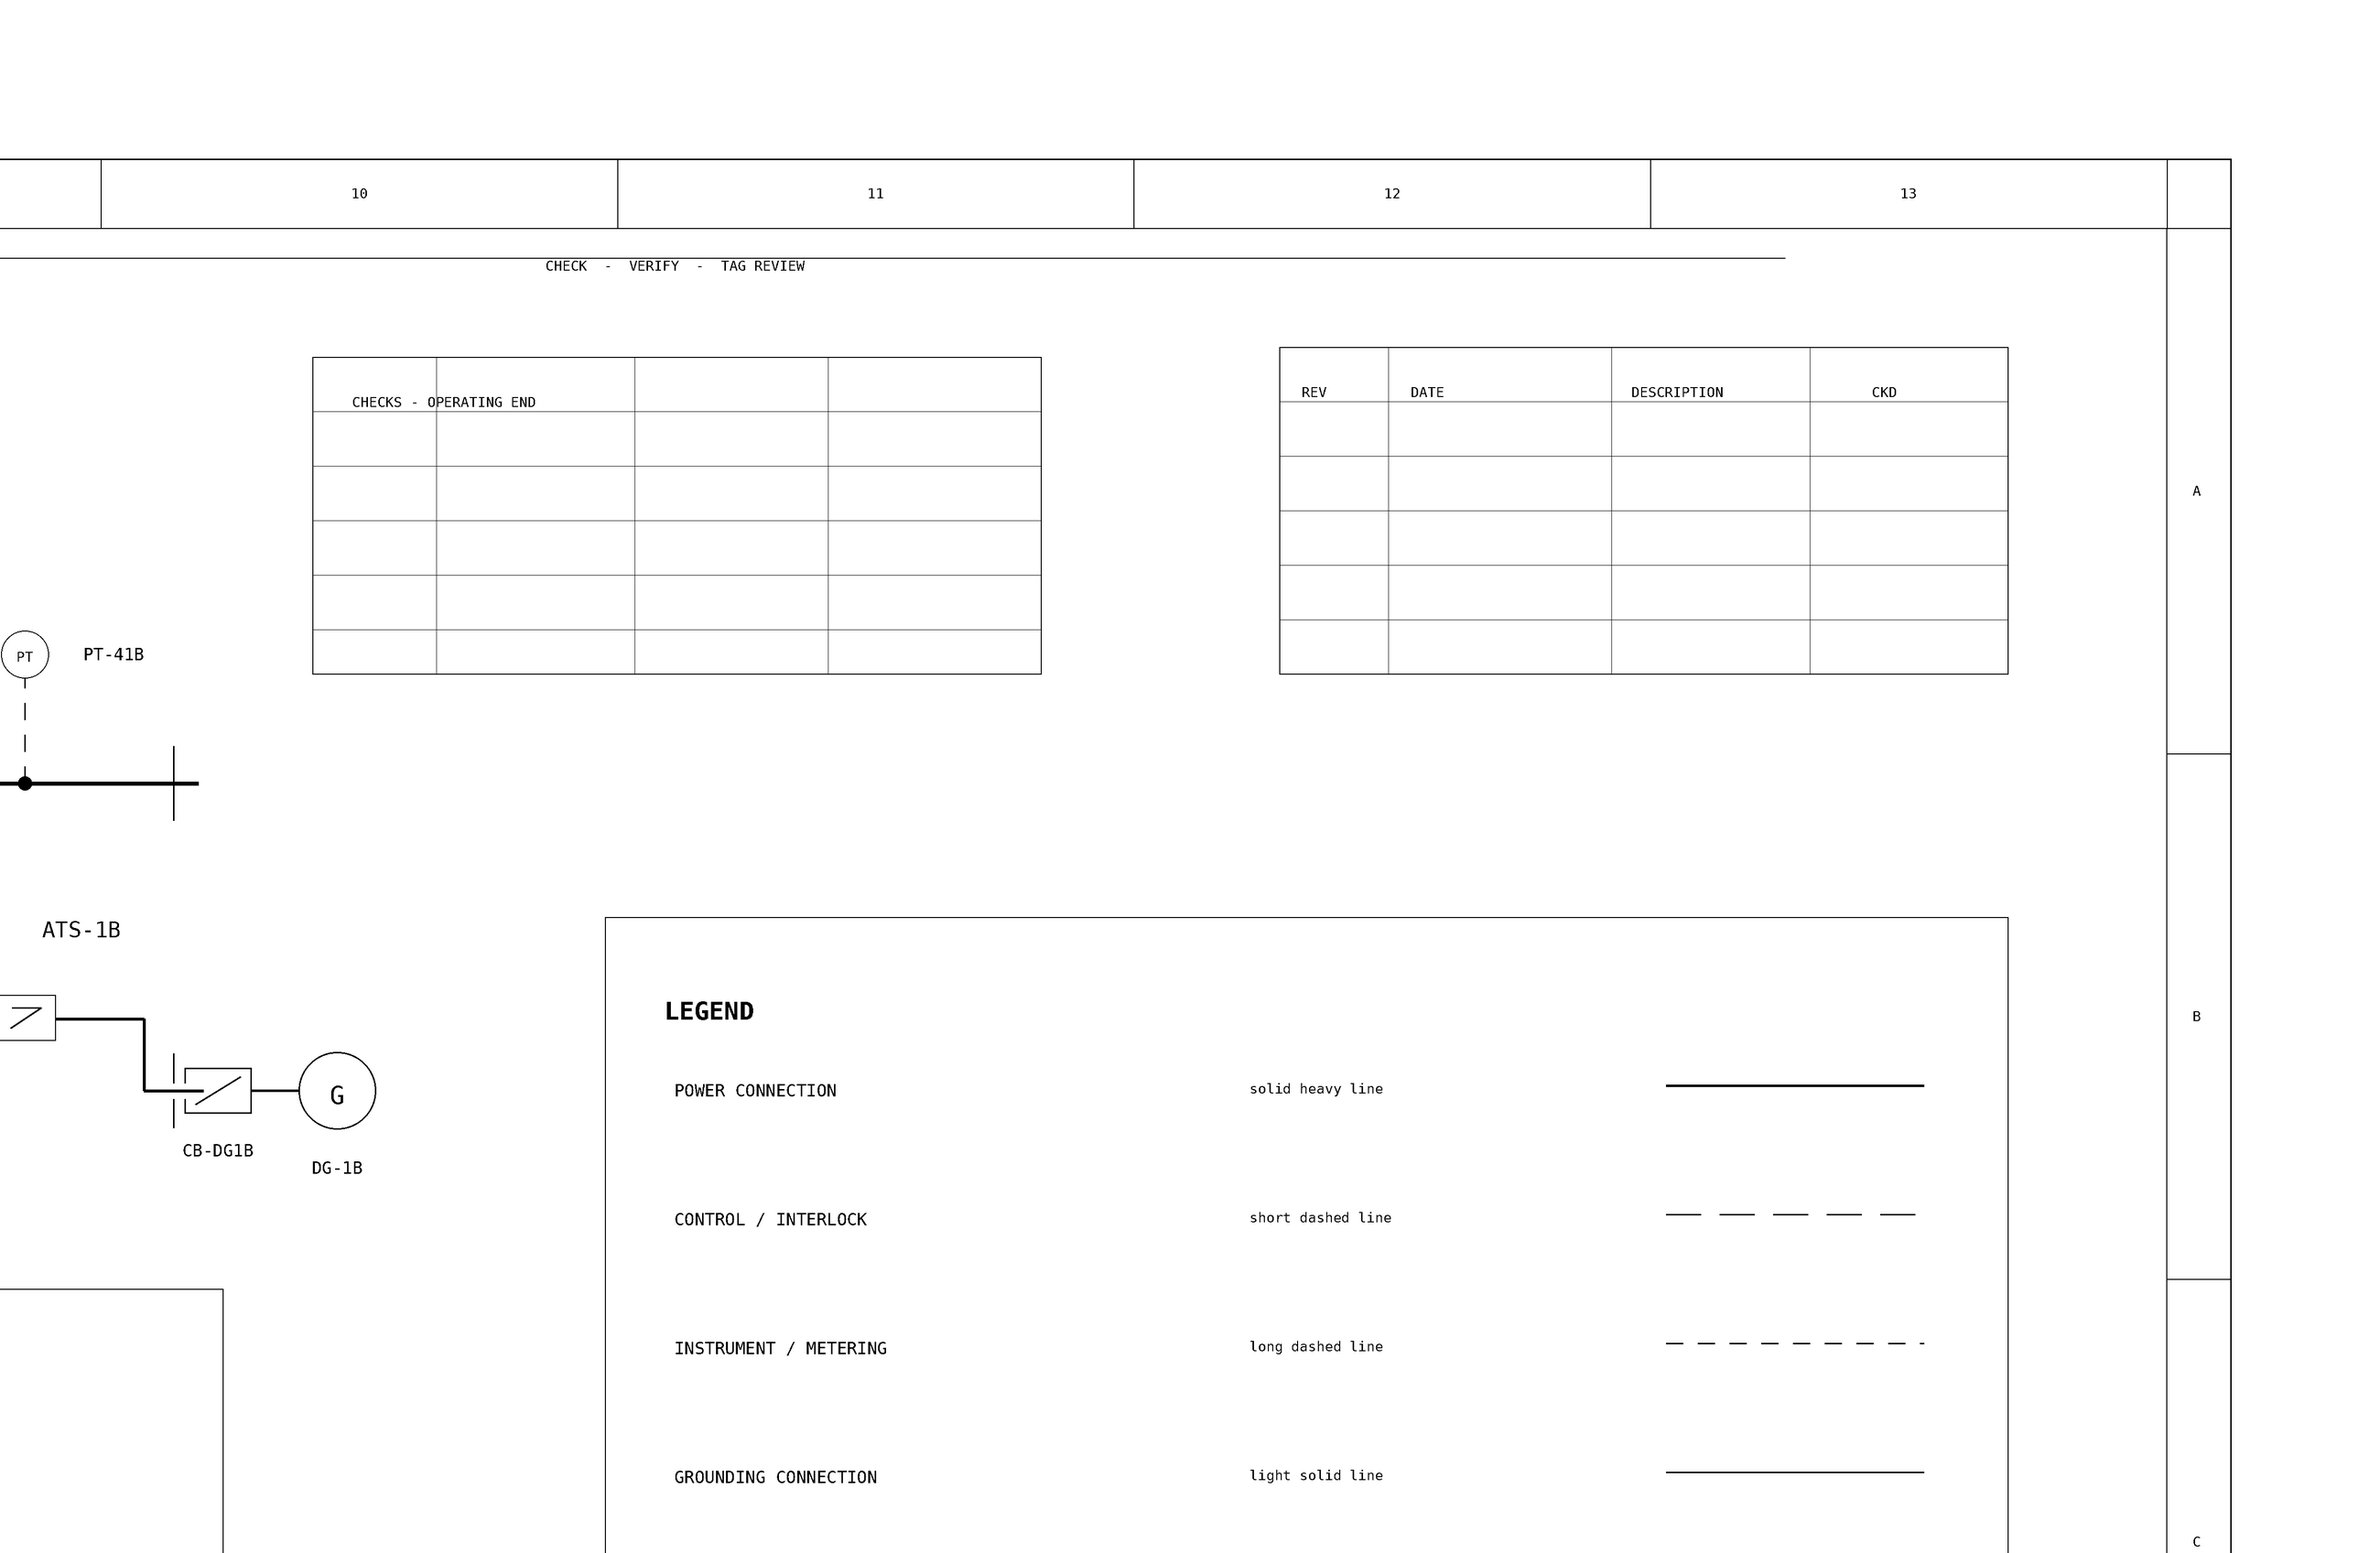 10 11 12 13
CHECK - VERIFY - TAG REVIEW
CHECKS - OPERATING END
REV DATE DESCRIPTION CKD
A
PT PT-41B
ATS-1B
LEGEND
B
POWER CONNECTION solid heavy line
G
CB-DG1B
DG-1B
CONTROL / INTERLOCK short dashed line
INSTRUMENT / METERING long dashed line
GROUNDING CONNECTION light solid line
C